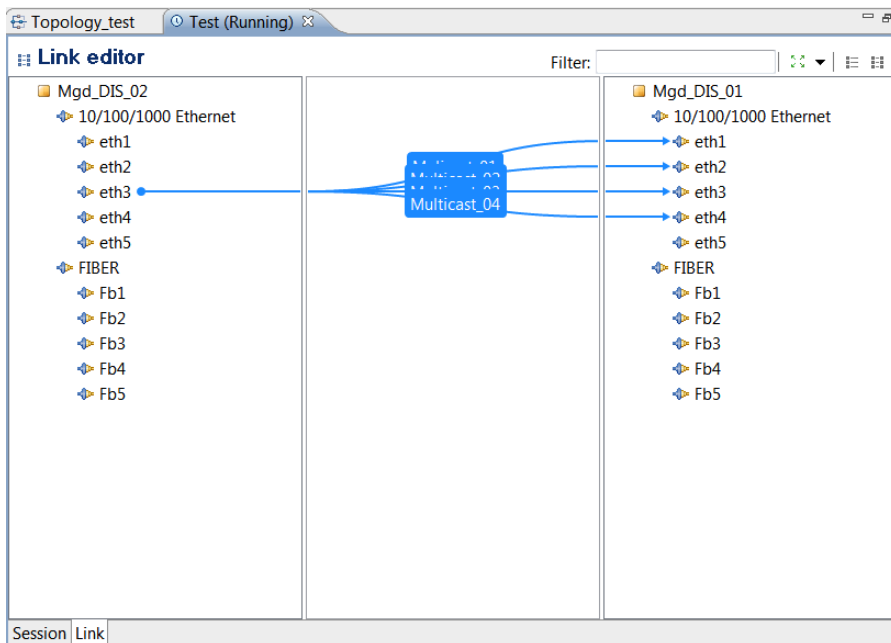 Topology_test
Test (Running)
Link editor
Filter:
Mgd_DIS_02
10/100/1000 Ethernet
eth1
eth2
eth3
eth4
eth5
FIBER
Fb1
Fb2
Fb3
Fb4
Fb5
Multicast_04
Mgd_DIS_01
10/100/1000 Ethernet
eth1
eth2
eth3
eth4
eth5
FIBER
Fb1
Fb2
Fb3
Fb4
Fb5
Session
Link